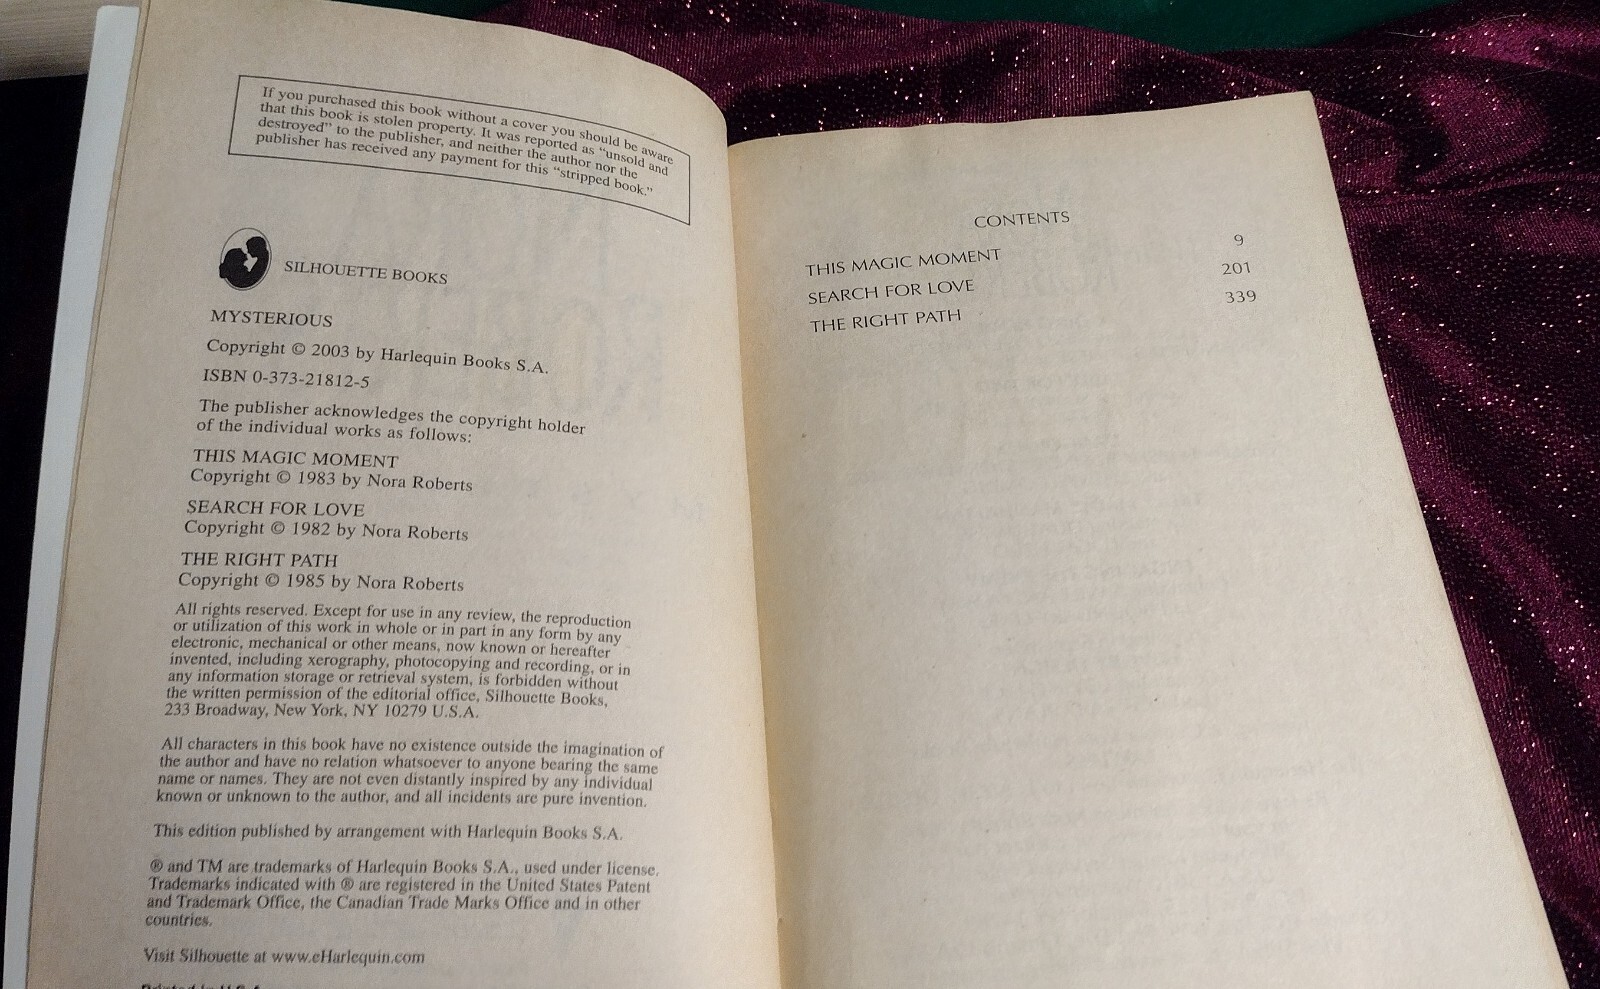 If you purchased this book without a cover you should be aware
that this book is stolen property. It was reported as "unsold and
destroyed" to the publisher, and neither the author nor the
publisher has received any payment for this "stripped book."
SILHOUETTE BOOKS
MYSTERIOUS
Copyright © 2003 by Harlequin Books S.A.
ISBN 0-373-21812-5
The publisher acknowledges the copyright holder
of the individual works as follows:
THIS MAGIC MOMENT
Copyright © 1983 by Nora Roberts
SEARCH FOR LOVE
Copyright © 1982 by Nora Roberts
THE RIGHT PATH
Copyright © 1985 by Nora Roberts
All rights reserved. Except for use in any review, the reproduction
or utilization of this work in whole or in part in any form by any
electronic, mechanical or other means, now known or hereafter
invented, including xerography, photocopying and recording, or in
any information storage or retrieval system, is forbidden without
the written permission of the editorial office, Silhouette Books,
233 Broadway, New York, NY 10279 U.S.A.
All characters in this book have no existence outside the imagination of
the author and have no relation whatsoever to anyone bearing the same
name or names. They are not even distantly inspired by any individual
known or unknown to the author, and all incidents are pure invention.
This edition published by arrangement with Harlequin Books S.A.
® and TM are trademarks of Harlequin Books S.A., used under license.
Trademarks indicated with ® are registered in the United States Patent
and Trademark Office, the Canadian Trade Marks Office and in other
countries.
Visit Silhouette at www.eHarlequin.com
CONTENTS
THIS MAGIC MOMENT 9
SEARCH FOR LOVE 201
THE RIGHT PATH 339